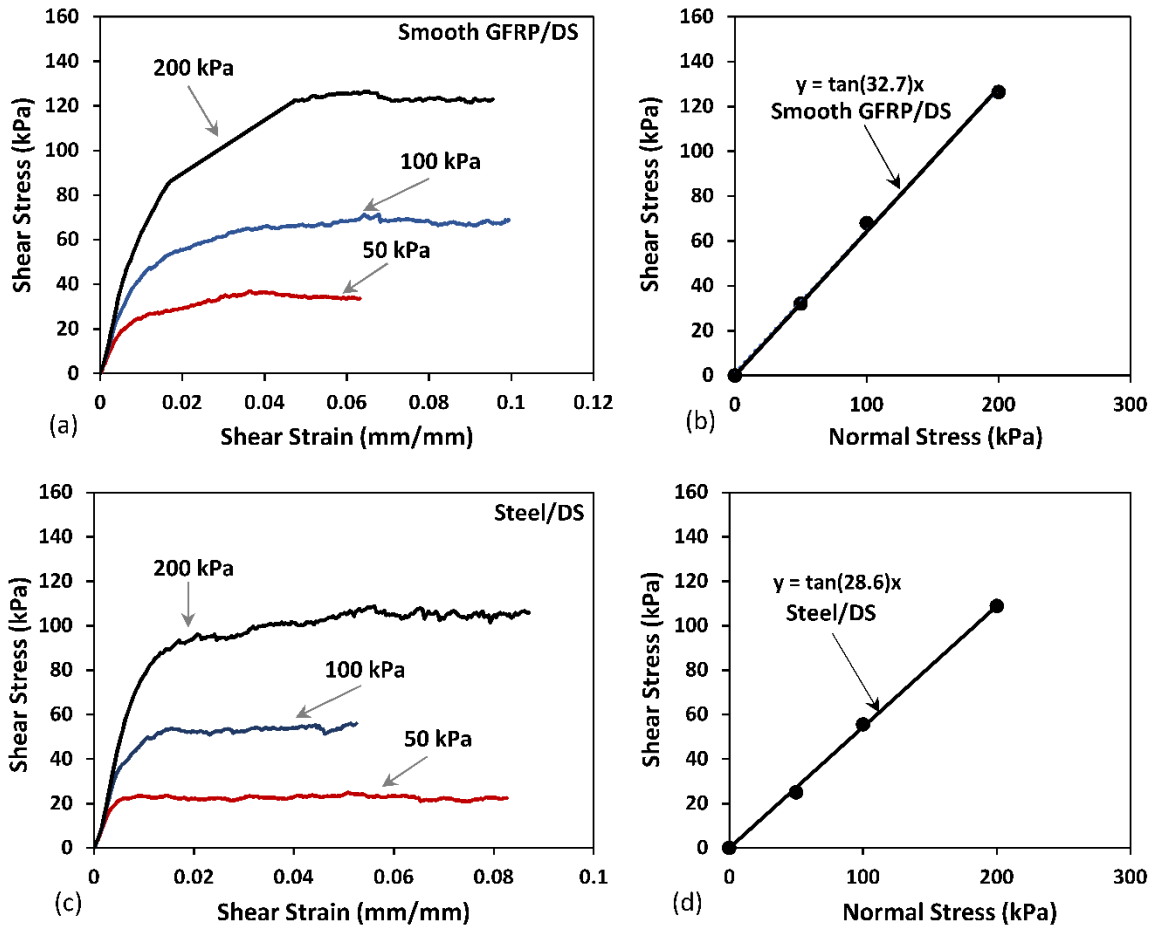 160
140
120
100
80
60
40
20
0
Shear Stress (kPa)
Smooth GFRP/DS
200 kPa
100 kPa
50 kPa
0 0.02 0.04 0.06 0.08 0.1 0.12
(a)
Shear Strain (mm/mm)
160
140
120
100
80
60
40
20
0
Shear Stress (kPa)
y = tan(32.7)x
Smooth GFRP/DS
0 100 200 300
(b)
Normal Stress (kPa)
160
140
120
100
80
60
40
20
0
Shear Stress (kPa)
Steel/DS
200 kPa
100 kPa
50 kPa
0 0.02 0.04 0.06 0.08 0.1
(c)
Shear Strain (mm/mm)
160
140
120
100
80
60
40
20
0
Shear Stress (kPa)
y = tan(28.6)x
Steel/DS
0 100 200 300
(d)
Normal Stress (kPa)